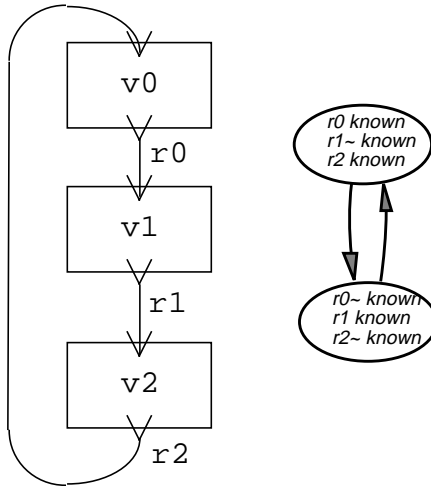 v0
r0
v1
r1
v2
r2
r0 known
r1~ known
r2 known
r0~ known
r1 known
r2~ known